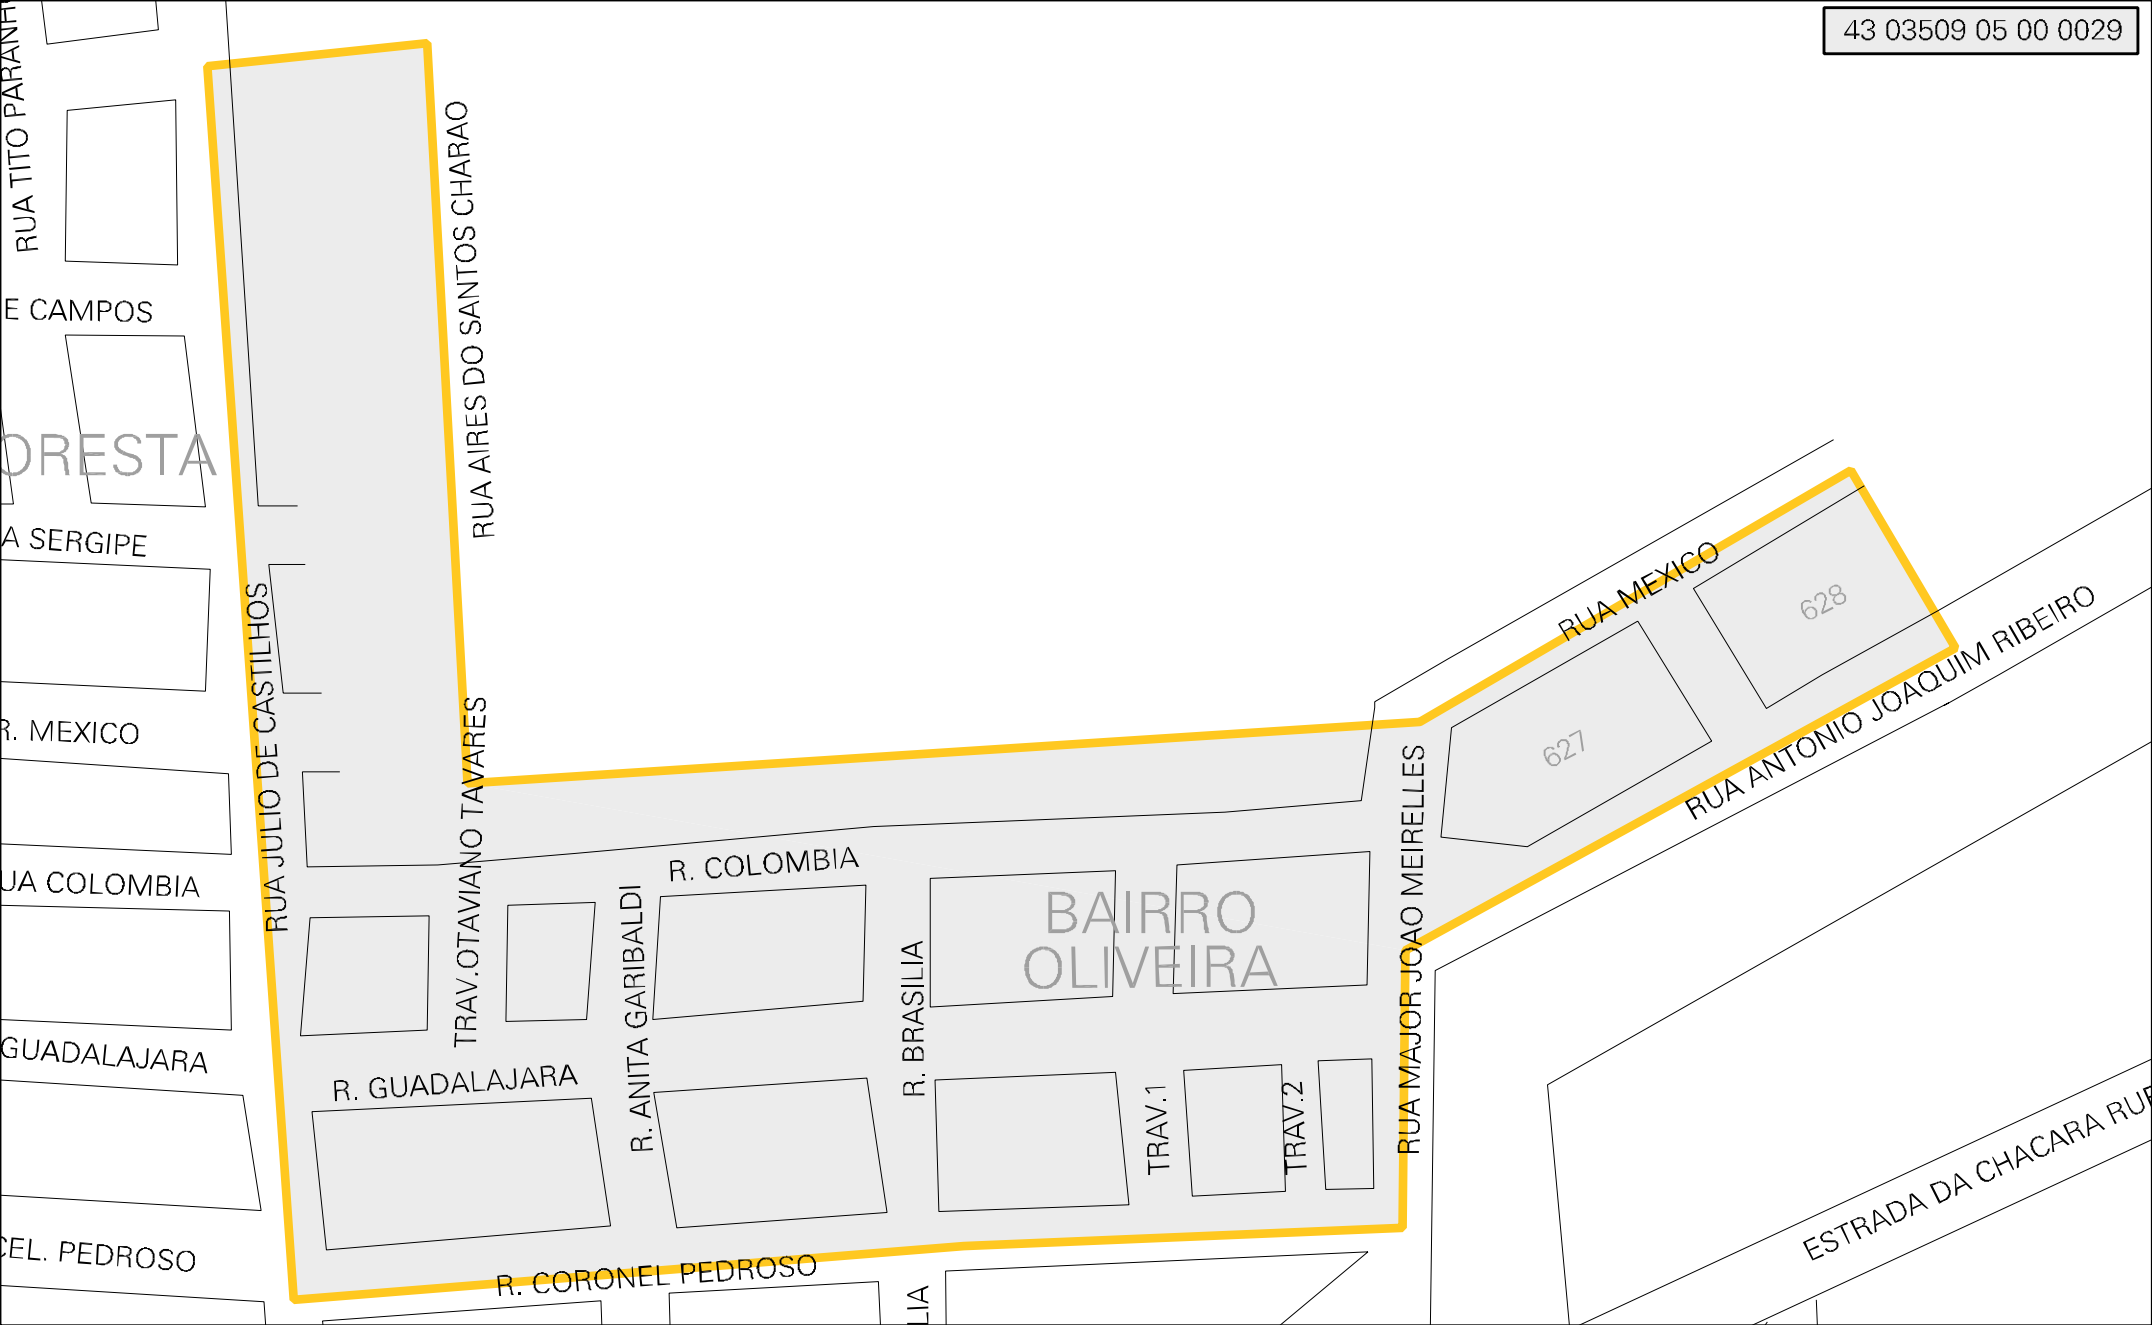 43 03509 05 00 0029
RUA TITO PARANH
RUA AIRES DO SANTOS CHARAO
E CAMPOS
ORESTA
A SERGIPE
RUA MEXICO
628
RUA JULIO DE CASTILHOS
RUA ANTONIO JOAQUIM RIBEIRO
R. MEXICO
TRAV.OTAVIANO TAVARES
627
RUA MAJOR JOAO MEIRELLES
R. COLOMBIA
UA COLOMBIA
R. ANITA GARIBALDI
BAIRRO
OLIVEIRA
R. BRASILIA
GUADALAJARA
R. GUADALAJARA
TRAV.1
TRAV.2
ESTRADA DA CHACARA RUE
CEL. PEDROSO
R. CORONEL PEDROSO
LIA